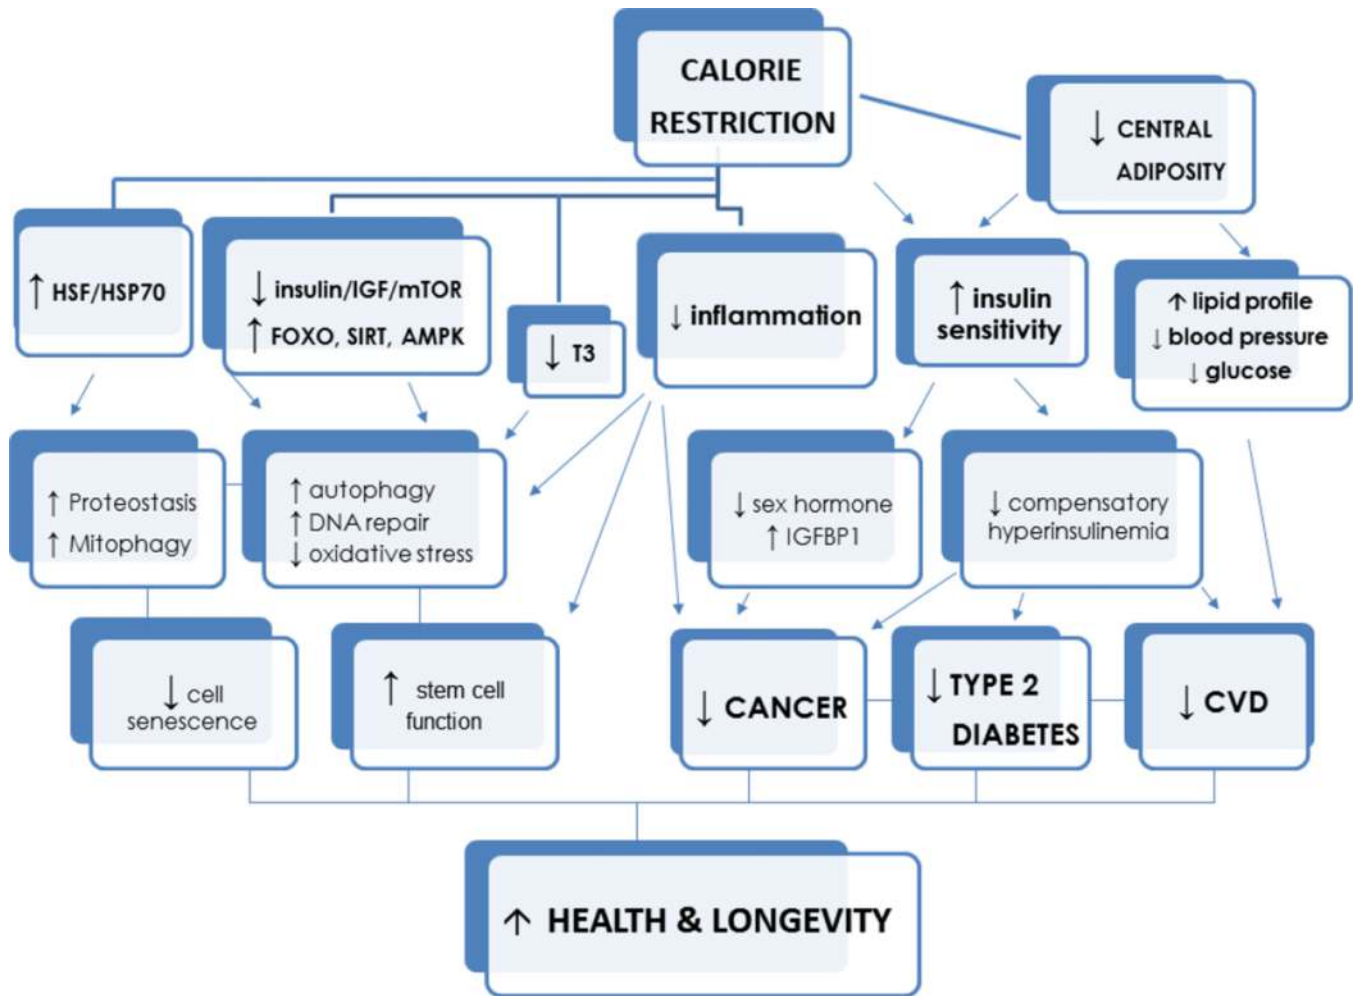 CALORIE
RESTRICTION
↓ CENTRAL
ADIPOSITY
↑ HSF/HSP70
↓ insulin/IGF/mTOR
↑ FOXO, SIRT, AMPK
↓ T3
↓ inflammation
↑ insulin
sensitivity
↑ lipid profile
↓ blood pressure
↓ glucose
↑ Proteostasis
↑ Mitophagy
↑ autophagy
↑ DNA repair
↓ oxidative stress
↓ sex hormone
↑ IGFBP1
↓ compensatory
hyperinsulinemia
↓ cell
senescence
↑ stem cell
function
↓ CANCER
↓ TYPE 2
DIABETES
↓ CVD
↑ HEALTH & LONGEVITY